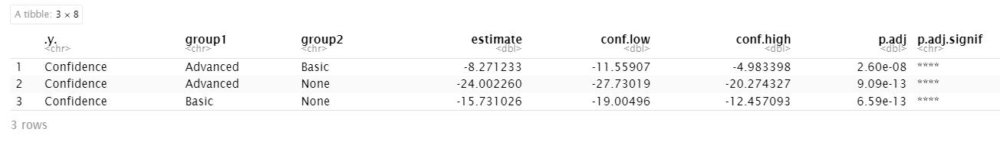 A tibble: 3 × 8
.y. group1 group2 estimate conf.low conf.high p.adj p.adj.signif
<chr> <chr> <chr> <dbl> <dbl> <dbl> <dbl> <chr>
1 Confidence Advanced Basic -8.271233 -11.55907 -4.983398 2.60e-08 ****
2 Confidence Advanced None -24.002260 -27.73019 -20.274327 9.09e-13 ****
3 Confidence Basic None -15.731026 -19.00496 -12.457093 6.59e-13 ****
3 rows